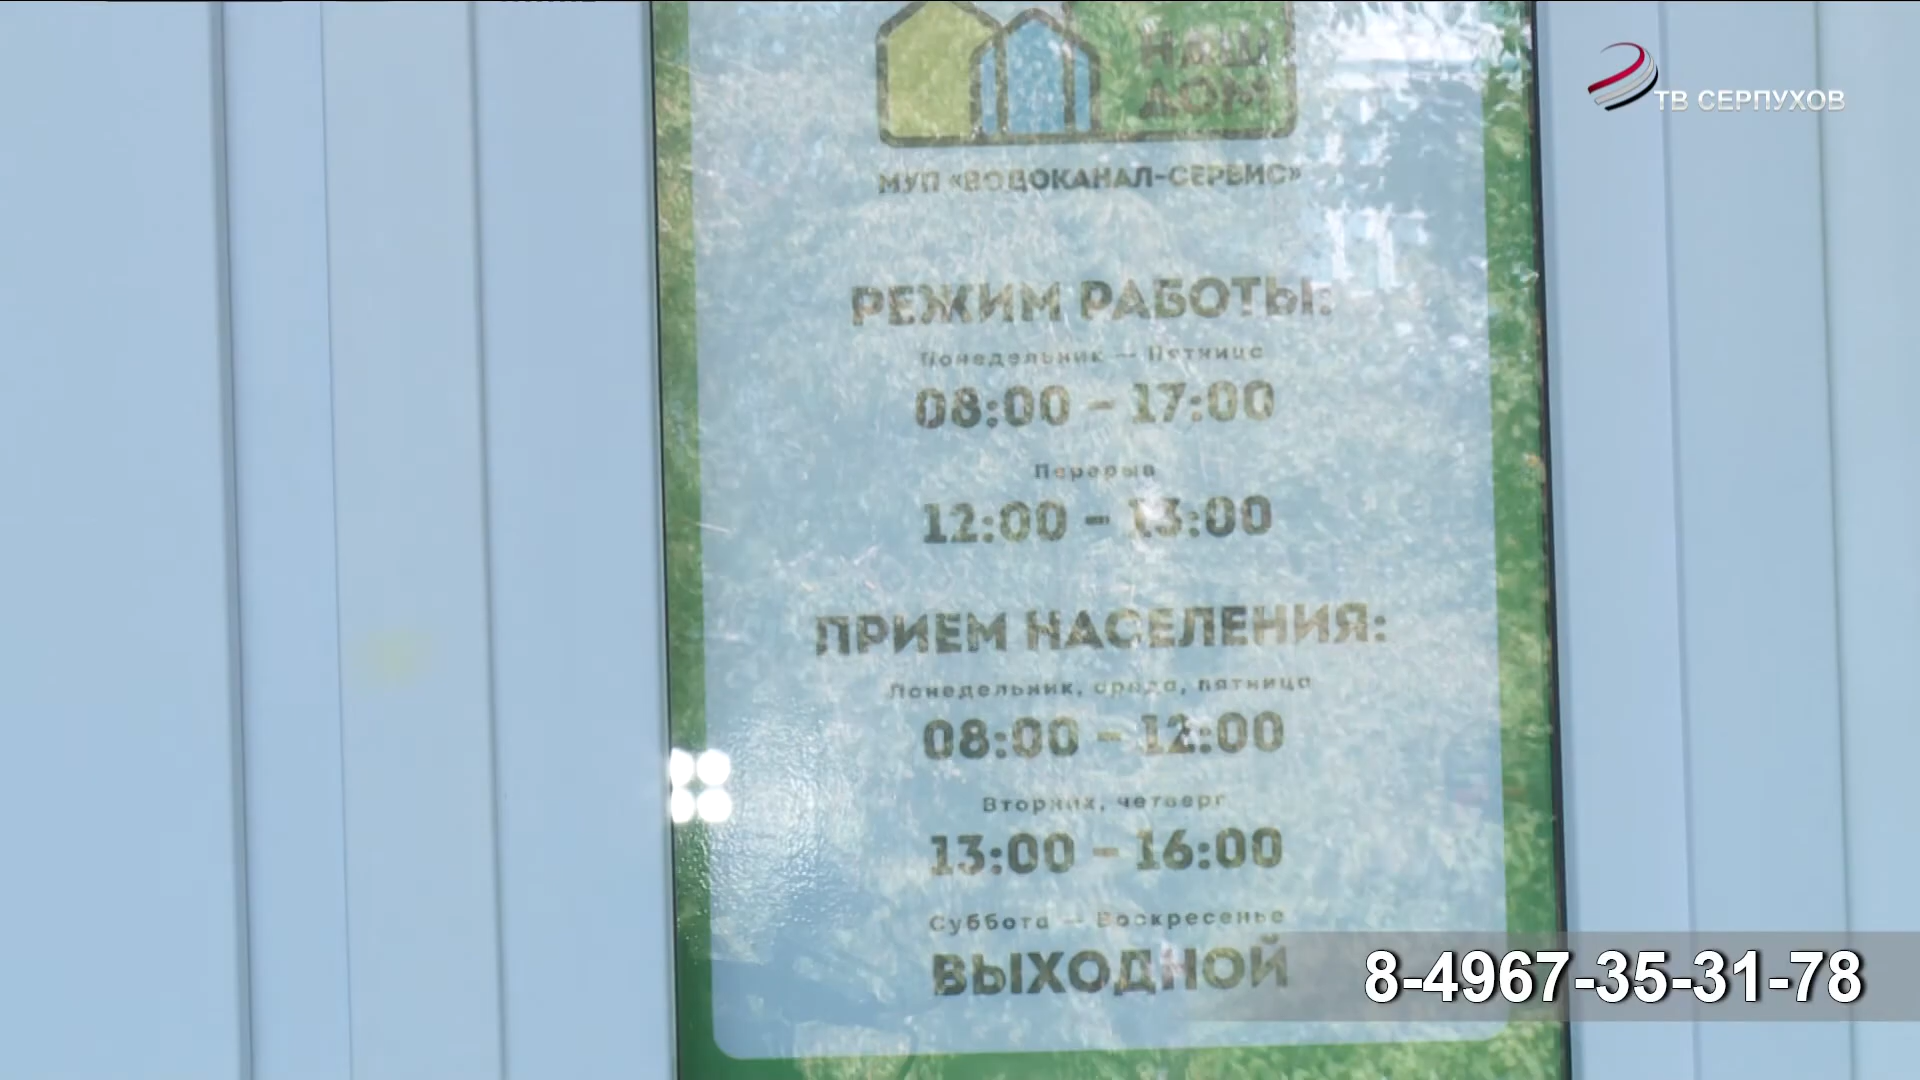 НАШ
ДОМ
ТВ СЕРПУХОВ
МУП «ВОДОКАНАЛ-СЕРВИС»
РЕЖИМ РАБОТЫ:
Понедельник — Пятница
08:00 – 17:00
Перерыв
12:00 – 13:00
ПРИЕМ НАСЕЛЕНИЯ:
Понедельник, среда, пятница
08:00 – 12:00
Вторник, четверг
13:00 – 16:00
Суббота — Воскресенье
ВЫХОДНОЙ
8-4967-35-31-78